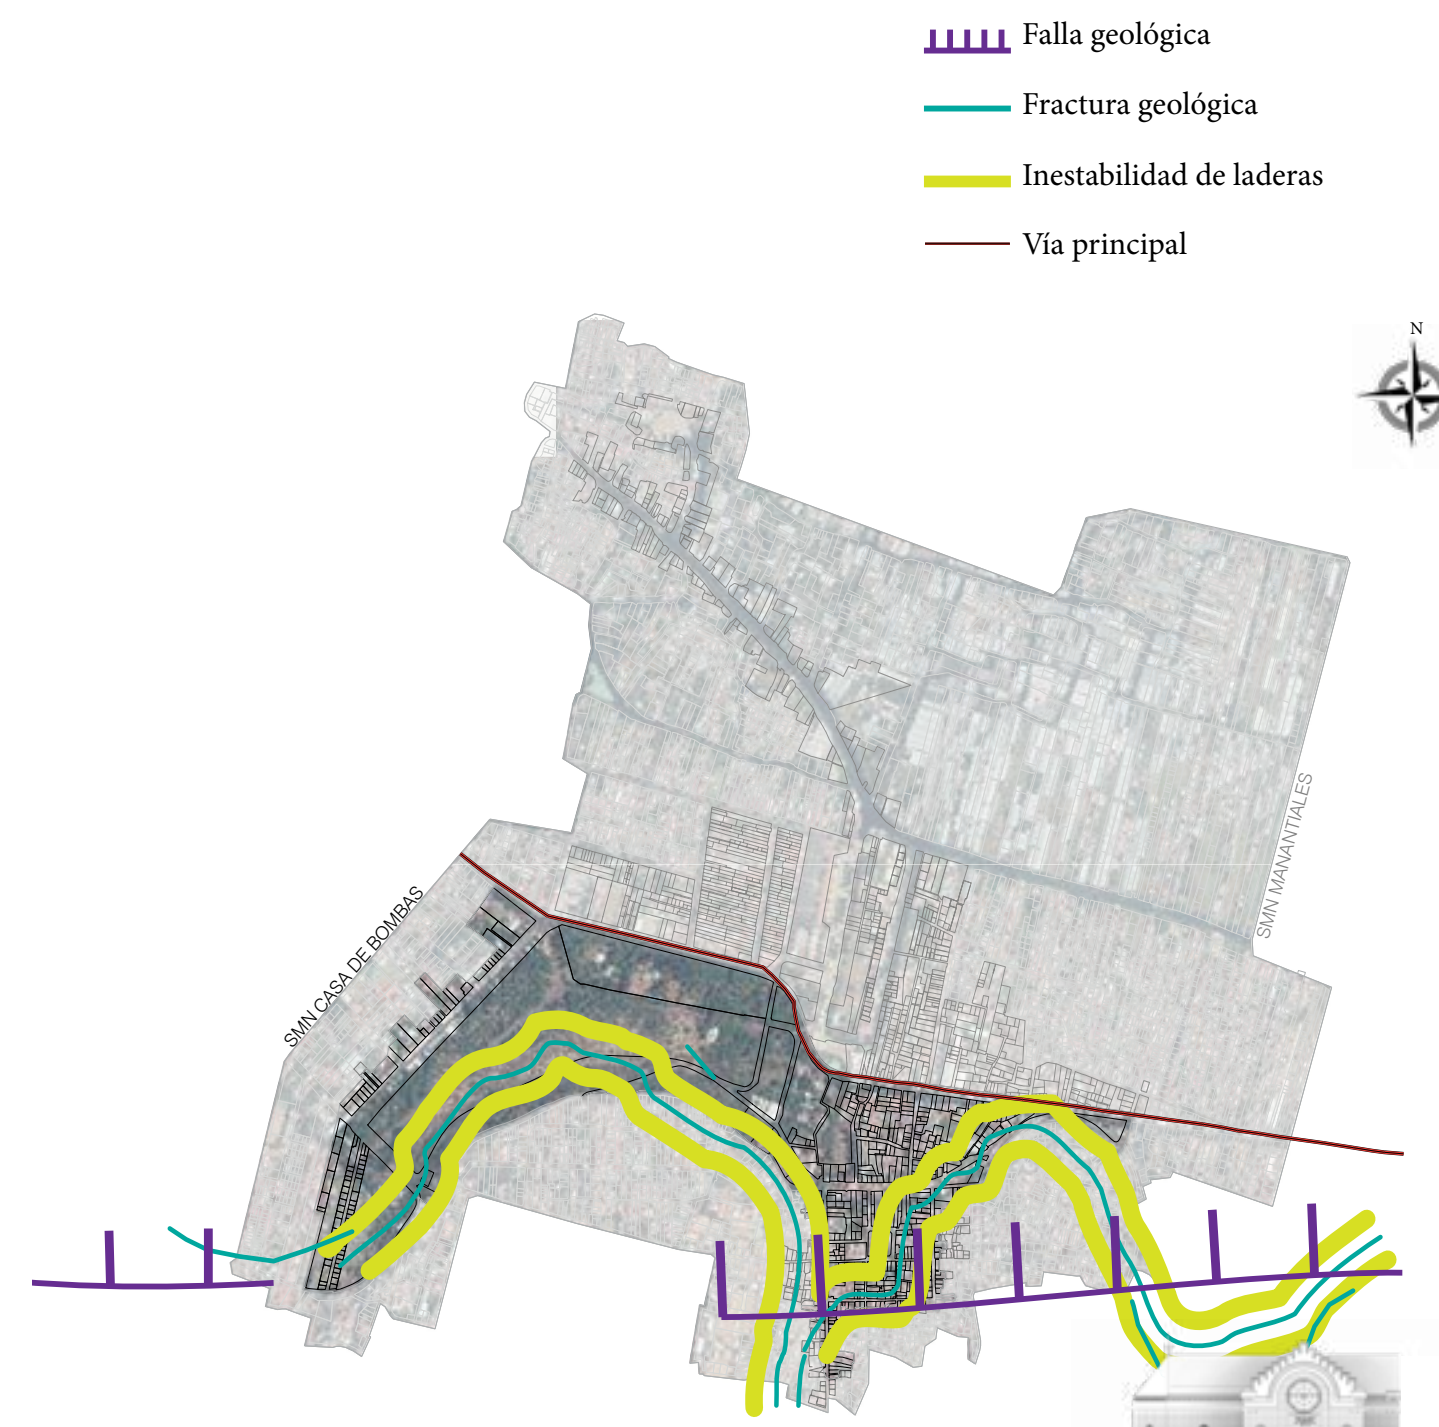 Falla geológica
Fractura geológica
Inestabilidad de laderas
Vía principal
N
SMN MANANTIALES
SMN CASA DE BOMBAS